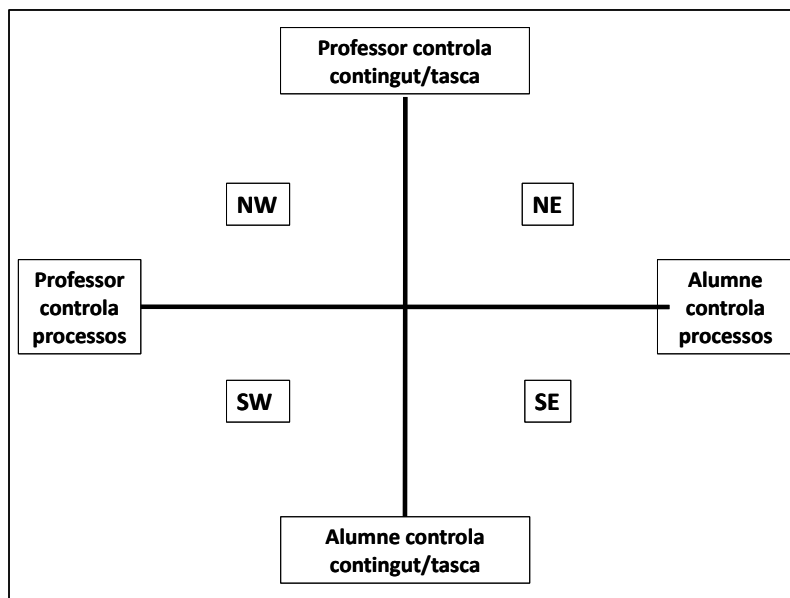 Professor controla
contingut/tasca
NW
NE
Professor
controla
processos
Alumne
controla
processos
SW
SE
Alumne controla
contingut/tasca